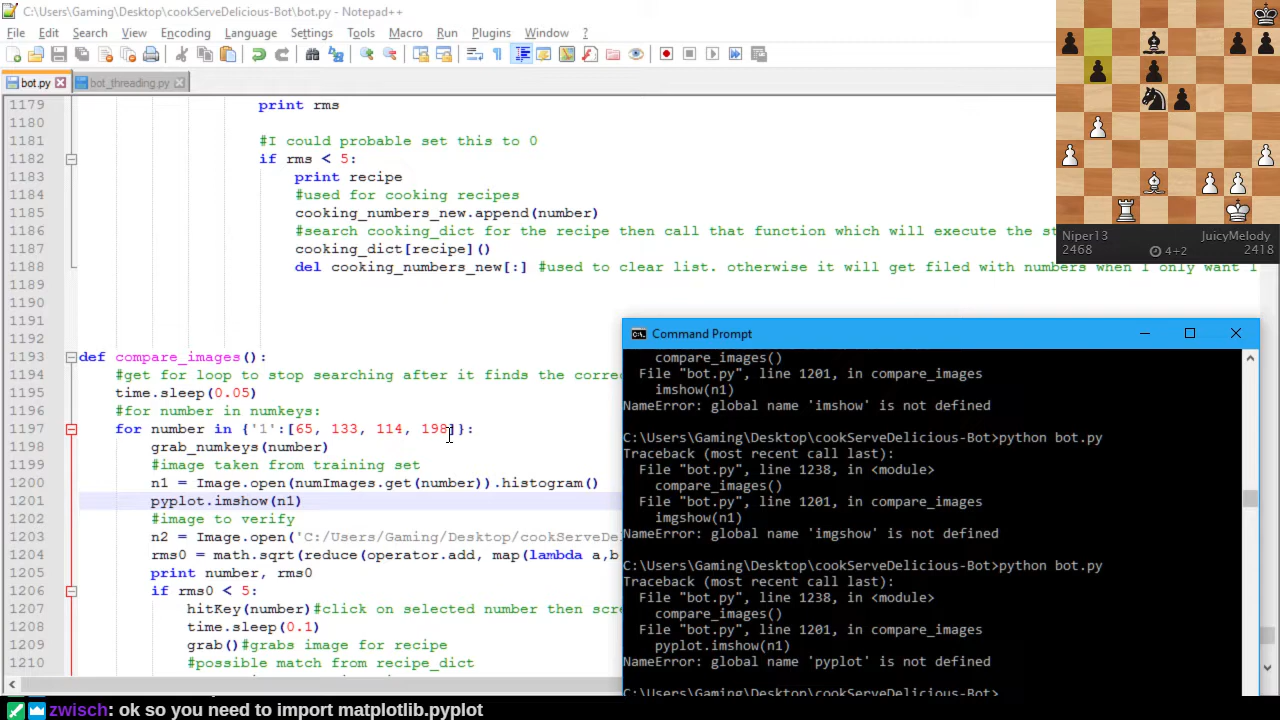 C:\Users\Gaming\Desktop\cookServeDelicious-Bot\bot.py - Notepad++
File Edit Search View Encoding Language Settings Tools Macro Run Plugins Window ?
bot.py bot_threading.py
1179 print rms
1180
1181 #I could probable set this to 0
1182 if rms < 5:
1183 print recipe
1184 #used for cooking recipes
1185 cooking_numbers_new.append(number)
1186 #search cooking_dict for the recipe then call that function which will execute the st
1187 cooking_dict[recipe]()
1188 del cooking_numbers_new[:] #used to clear list. otherwise it will get filed with numbers when I only want 1
1189
1190
1191
1192
1193 def compare_images():
1194 #get for loop to stop searching after it finds the corre
1195 time.sleep(0.05)
1196 #for number in numkeys:
1197 for number in {'1':[65, 133, 114, 198]}:
1198 grab_numkeys(number)
1199 #image taken from training set
1200 n1 = Image.open(numImages.get(number)).histogram()
1201 pyplot.imshow(n1)
1202 #image to verify
1203 n2 = Image.open('C:/Users/Gaming/Desktop/cookServeDe
1204 rms0 = math.sqrt(reduce(operator.add, map(lambda a,b
1205 print number, rms0
1206 if rms0 < 5:
1207 hitKey(number)#click on selected number then scre
1208 time.sleep(0.1)
1209 grab()#grabs image for recipe
1210 #possible match from recipe_dict
Niper13 JuicyMelody
2468 4+2 2418
Command Prompt
compare_images()
File "bot.py", line 1201, in compare_images
imshow(n1)
NameError: global name 'imshow' is not defined
C:\Users\Gaming\Desktop\cookServeDelicious-Bot>python bot.py
Traceback (most recent call last):
File "bot.py", line 1238, in <module>
compare_images()
File "bot.py", line 1201, in compare_images
imgshow(n1)
NameError: global name 'imgshow' is not defined
C:\Users\Gaming\Desktop\cookServeDelicious-Bot>python bot.py
Traceback (most recent call last):
File "bot.py", line 1238, in <module>
compare_images()
File "bot.py", line 1201, in compare_images
pyplot.imshow(n1)
NameError: global name 'pyplot' is not defined
C:\Users\Gaming\Desktop\cookServeDelicious-Bot>
zwisch: ok so you need to import matplotlib.pyplot